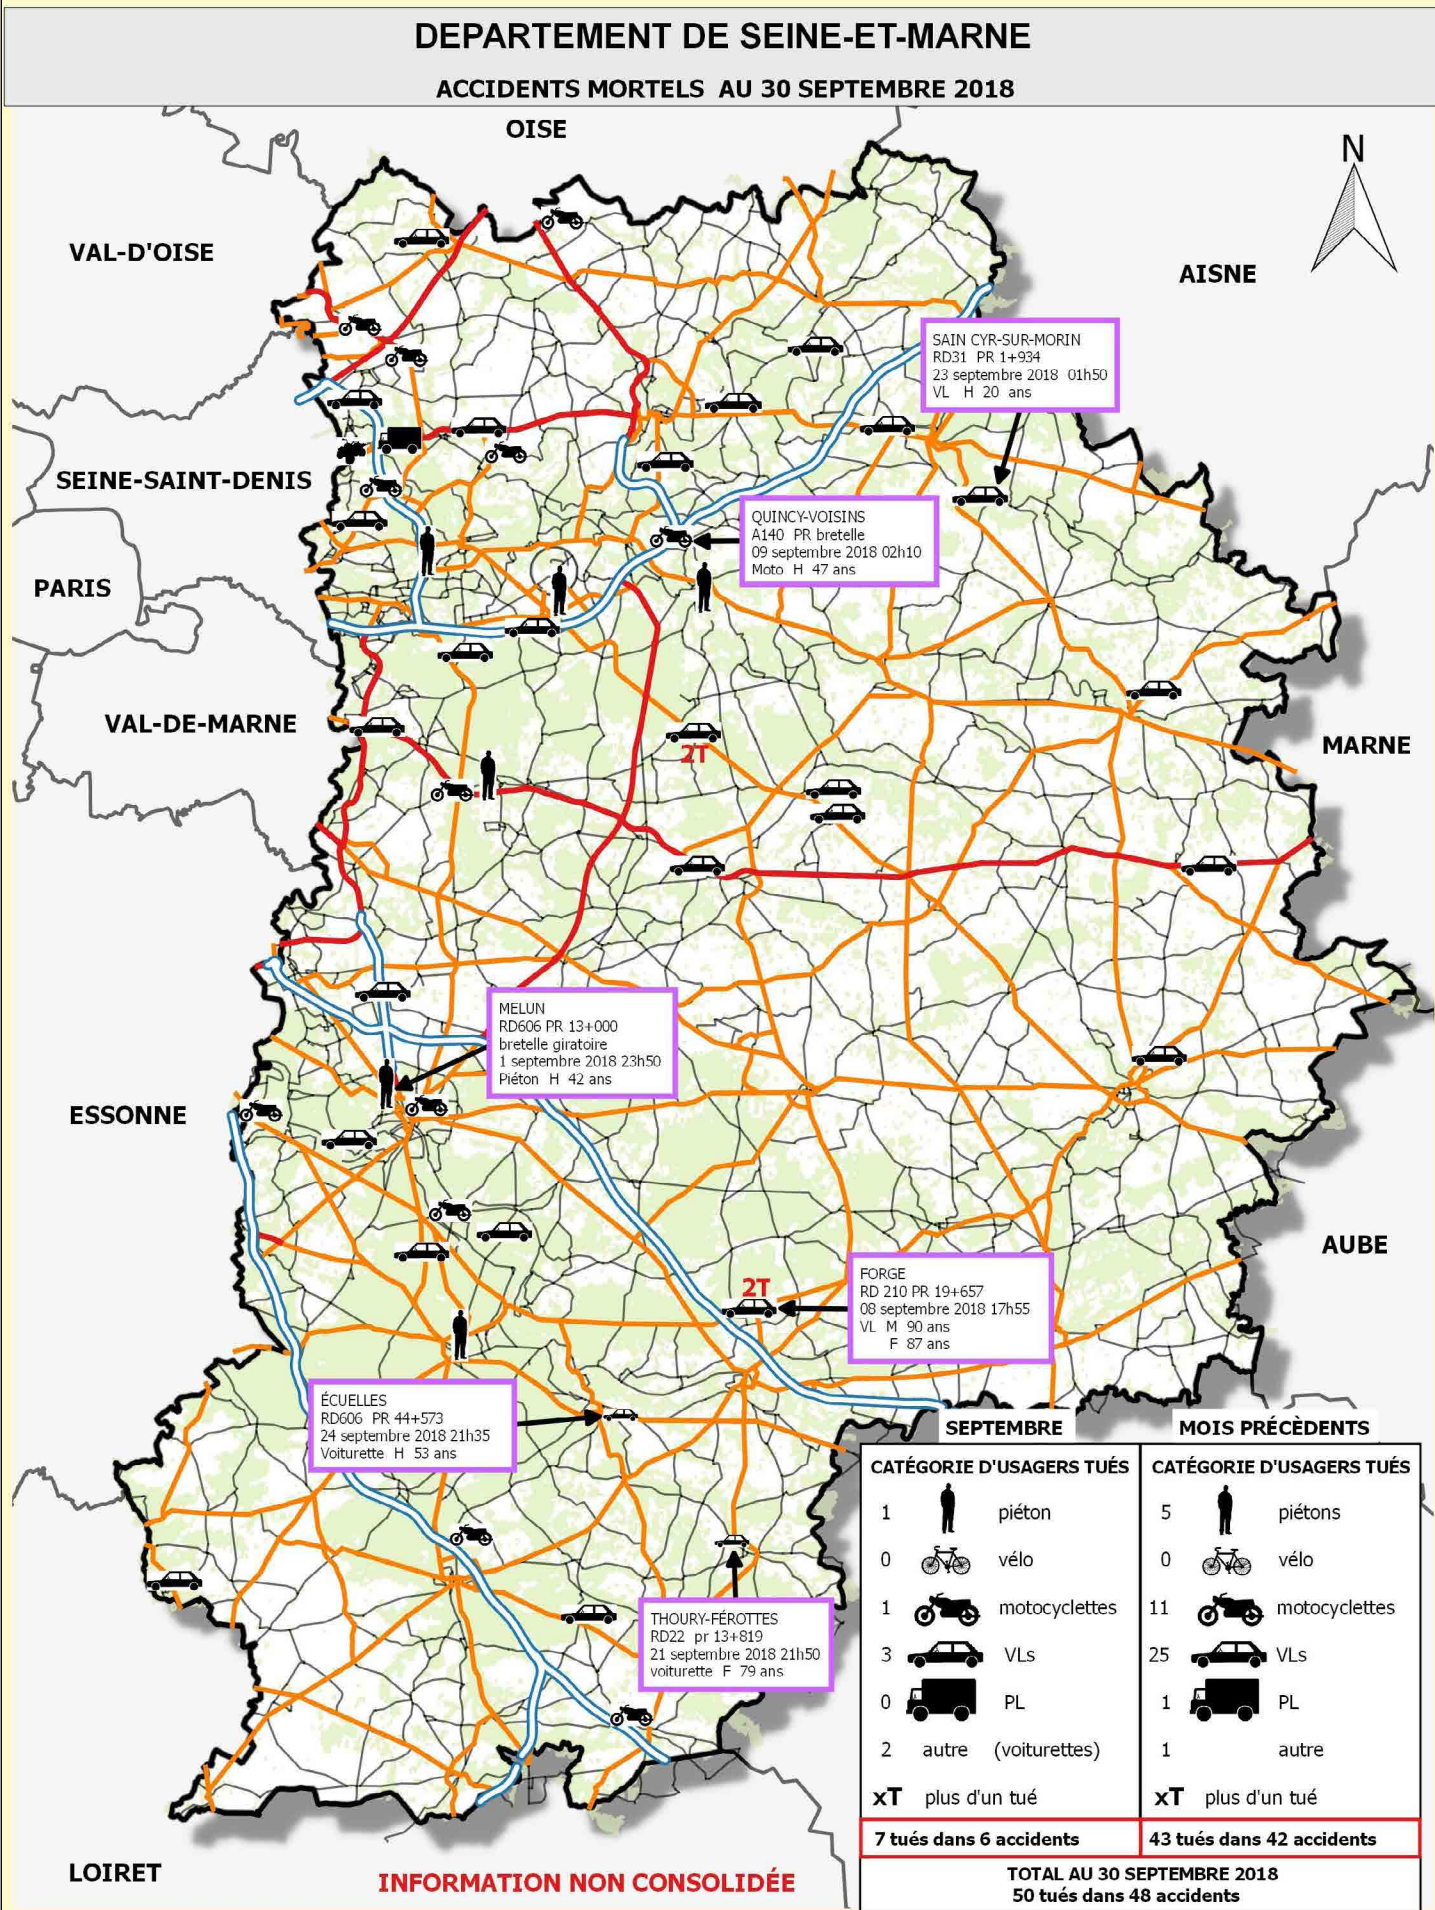 DEPARTEMENT DE SEINE-ET-MARNE
ACCIDENTS MORTELS AU 30 SEPTEMBRE 2018
OISE
N
VAL-D'OISE
AISNE
SAIN CYR-SUR-MORIN
RD31 PR 1+934
23 septembre 2018 01h50
VL H 20 ans
SEINE-SAINT-DENIS
QUINCY-VOISINS
A140 PR bretelle
09 septembre 2018 02h10
Moto H 47 ans
PARIS
VAL-DE-MARNE
MARNE
2T
MELUN
RD606 PR 13+000
bretelle giratoire
1 septembre 2018 23h50
Piéton H 42 ans
ESSONNE
AUBE
2T
FORGE
RD 210 PR 19+657
08 septembre 2018 17h55
VL M 90 ans
F 87 ans
ÉCUELLES
RD606 PR 44+573
24 septembre 2018 21h35
Voiturette H 53 ans
THOURY-FÉROTTES
RD22 pr 13+819
21 septembre 2018 21h50
voiturette F 79 ans
LOIRET
INFORMATION NON CONSOLIDÉE
SEPTEMBRE
CATÉGORIE D'USAGERS TUÉS
1 piéton
0 vélo
1 motocyclettes
3 VLs
0 PL
2 autre (voiturettes)
xT plus d'un tué
7 tués dans 6 accidents
MOIS PRÉCÈDENTS
CATÉGORIE D'USAGERS TUÉS
5 piétons
0 vélo
11 motocyclettes
25 VLs
1 PL
1 autre
xT plus d'un tué
43 tués dans 42 accidents
TOTAL AU 30 SEPTEMBRE 2018
50 tués dans 48 accidents